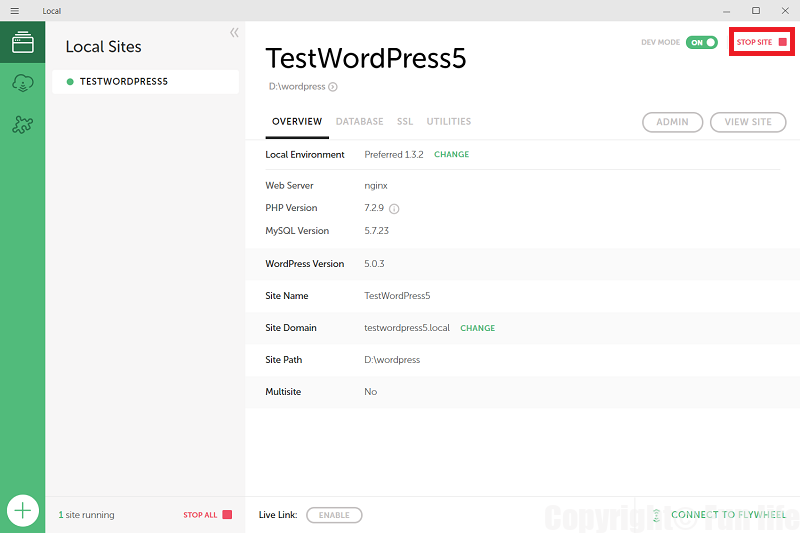 Local
Local Sites
TESTWORDPRESS5
TestWordPress5
D:\wordpress
DEV MODE ON
STOP SITE
OVERVIEW DATABASE SSL UTILITIES
ADMIN VIEW SITE
Local Environment Preferred 1.3.2 CHANGE
Web Server nginx
PHP Version 7.2.9
MySQL Version 5.7.23
WordPress Version 5.0.3
Site Name TestWordPress5
Site Domain testwordpress5.local CHANGE
Site Path D:\wordpress
Multisite No
1 site running STOP ALL
Live Link: ENABLE
CONNECT TO FLYWHEEL
Copyright© Fun life